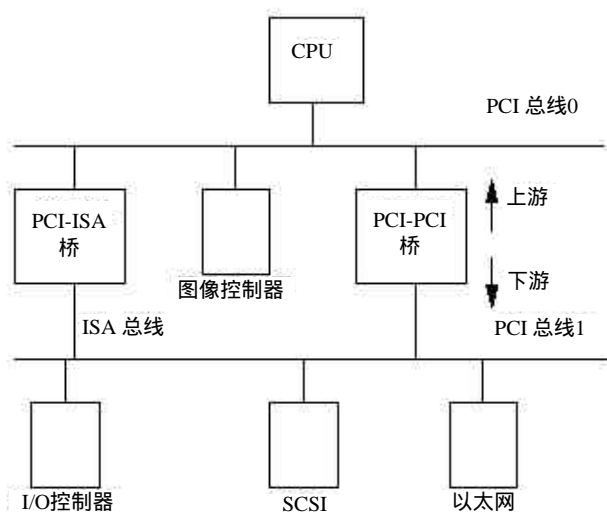 CPU
PCI 总线0
PCI-ISA
桥
PCI-PCI
桥
上游
图像控制器
下游
ISA 总线
PCI 总线1
I/O控制器
SCSI
以太网